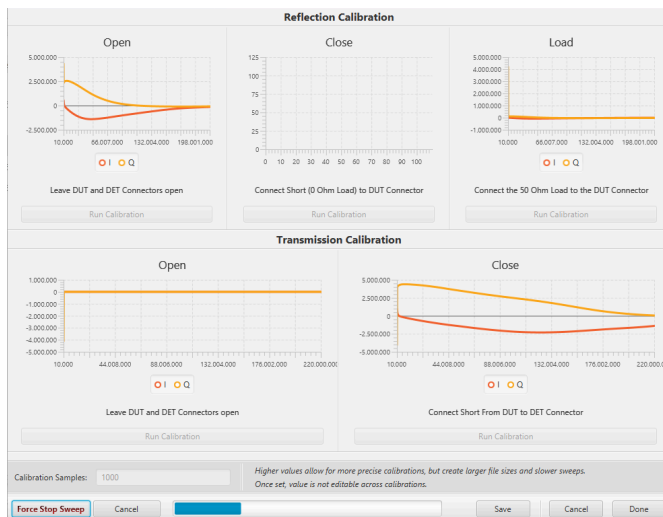 Reflection Calibration
Open
5.000.000
2.500.000
0
-2.500.000
10.000 66.007.000 132.004.000 198.001.000
I Q
Leave DUT and DET Connectors open
Run Calibration
Close
125
100
75
50
25
0
0 10 20 30 40 50 60 70 80 90 100
Connect Short (0 Ohm Load) to DUT Connector
Run Calibration
Load
5.000.000
4.000.000
3.000.000
2.000.000
1.000.000
0
-1.000.000
10.000 66.007.000 132.004.000 198.001.000
I Q
Connect the 50 Ohm Load to the DUT Connector
Run Calibration
Transmission Calibration
Open
1.000.000
0
-1.000.000
-2.000.000
-3.000.000
-4.000.000
-5.000.000
10.000 44.008.000 88.006.000 132.004.000 176.002.000 220.000.00
I Q
Leave DUT and DET Connectors open
Run Calibration
Close
5.000.000
2.500.000
0
-2.500.000
-5.000.000
10.000 44.008.000 88.006.000 132.004.000 176.002.000 220.000.0
I Q
Connect Short From DUT to DET Connector
Run Calibration
Calibration Samples: 1000
Higher values allow for more precise calibrations, but create larger file sizes and slower sweeps.
Once set, value is not editable across calibrations.
Force Stop Sweep Cancel Save Cancel Done